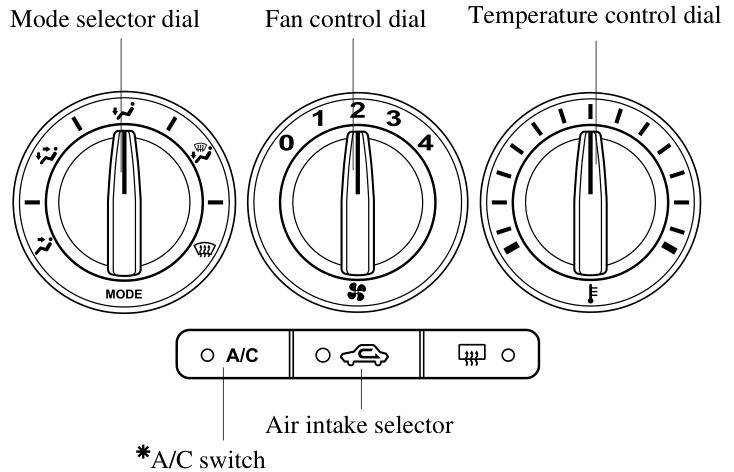 Mode selector dial
Fan control dial
Temperature control dial
0 1 2 3 4
MODE
A/C
Air intake selector
*A/C switch